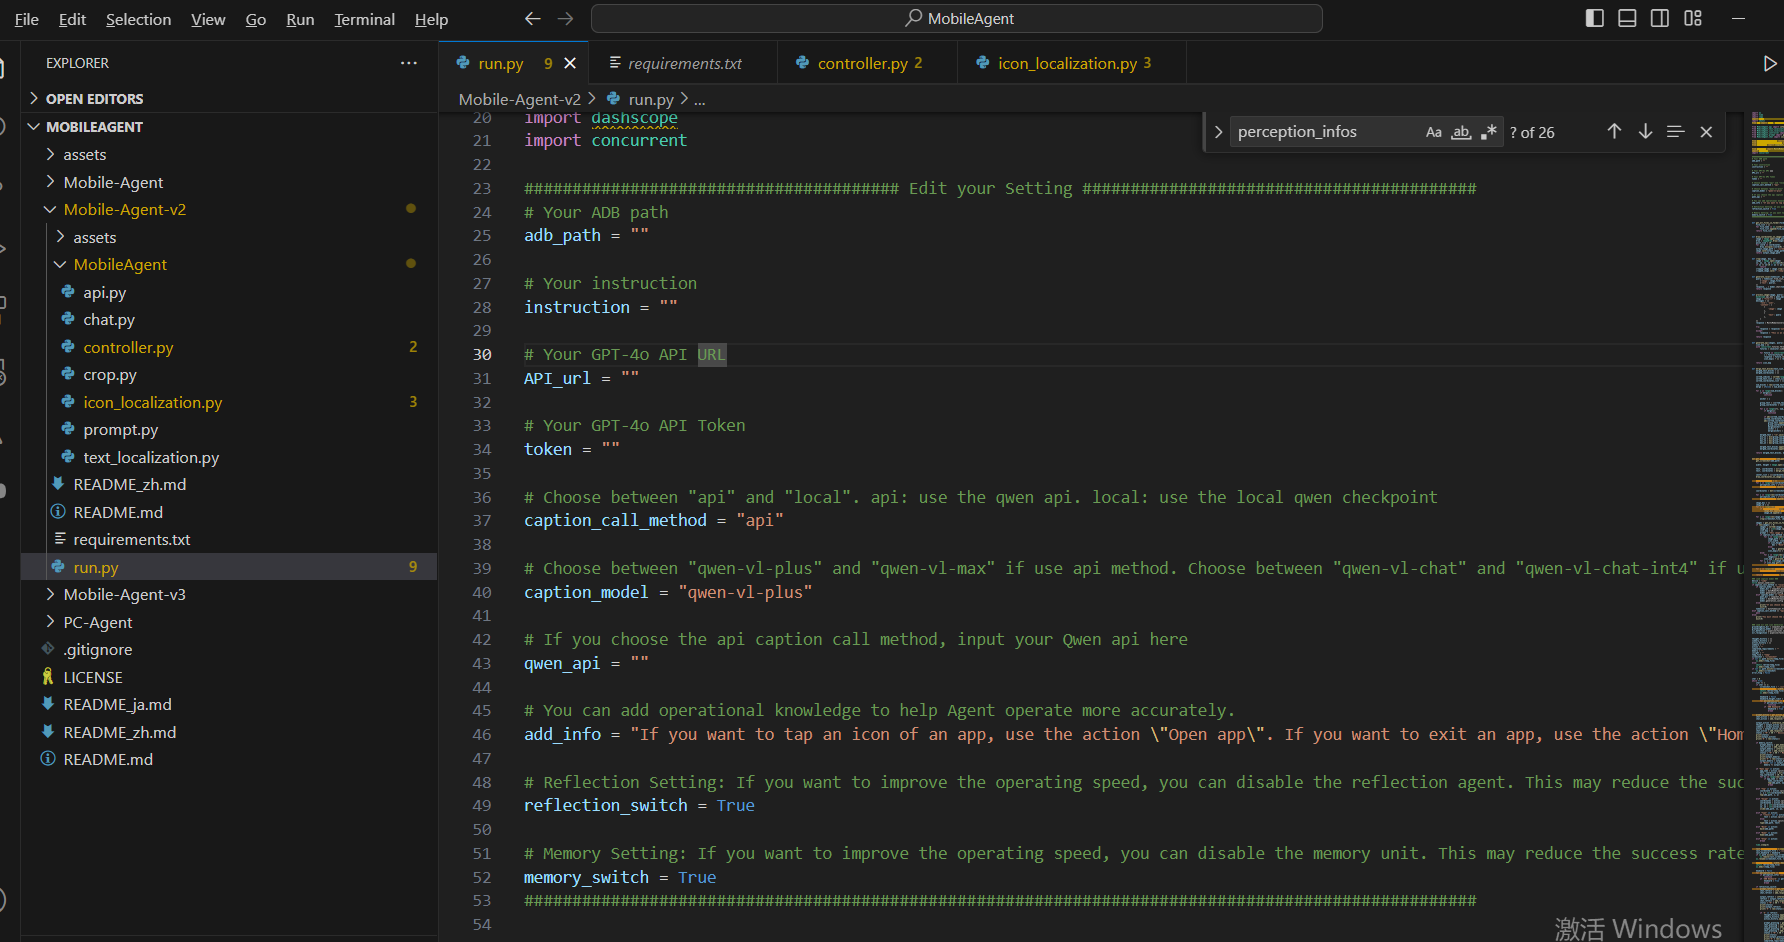 File Edit Selection View Go Run Terminal Help
MobileAgent
EXPLORER
OPEN EDITORS
MOBILEAGENT
assets
Mobile-Agent
Mobile-Agent-v2
assets
MobileAgent
api.py
chat.py
controller.py 2
crop.py
icon_localization.py 3
prompt.py
text_localization.py
README_zh.md
README.md
requirements.txt
run.py 9
Mobile-Agent-v3
PC-Agent
.gitignore
LICENSE
README_ja.md
README_zh.md
README.md
run.py 9
requirements.txt
controller.py 2
icon_localization.py 3
Mobile-Agent-v2 > run.py > ...
perception_infos Aa ab .* ? of 26
20 import dashscope
21 import concurrent
22
23 ####################################### Edit your Setting #########################################
24 # Your ADB path
25 adb_path = ""
26
27 # Your instruction
28 instruction = ""
29
30 # Your GPT-4o API URL
31 API_url = ""
32
33 # Your GPT-4o API Token
34 token = ""
35
36 # Choose between "api" and "local". api: use the qwen api. local: use the local qwen checkpoint
37 caption_call_method = "api"
38
39 # Choose between "qwen-vl-plus" and "qwen-vl-max" if use api method. Choose between "qwen-vl-chat" and "qwen-vl-chat-int4" if u
40 caption_model = "qwen-vl-plus"
41
42 # If you choose the api caption call method, input your Qwen api here
43 qwen_api = ""
44
45 # You can add operational knowledge to help Agent operate more accurately.
46 add_info = "If you want to tap an icon of an app, use the action \"Open app\". If you want to exit an app, use the action \"Hom
47
48 # Reflection Setting: If you want to improve the operating speed, you can disable the reflection agent. This may reduce the suc
49 reflection_switch = True
50
51 # Memory Setting: If you want to improve the operating speed, you can disable the memory unit. This may reduce the success rate
52 memory_switch = True
53 ###################################################################################################
54
激活 Windows